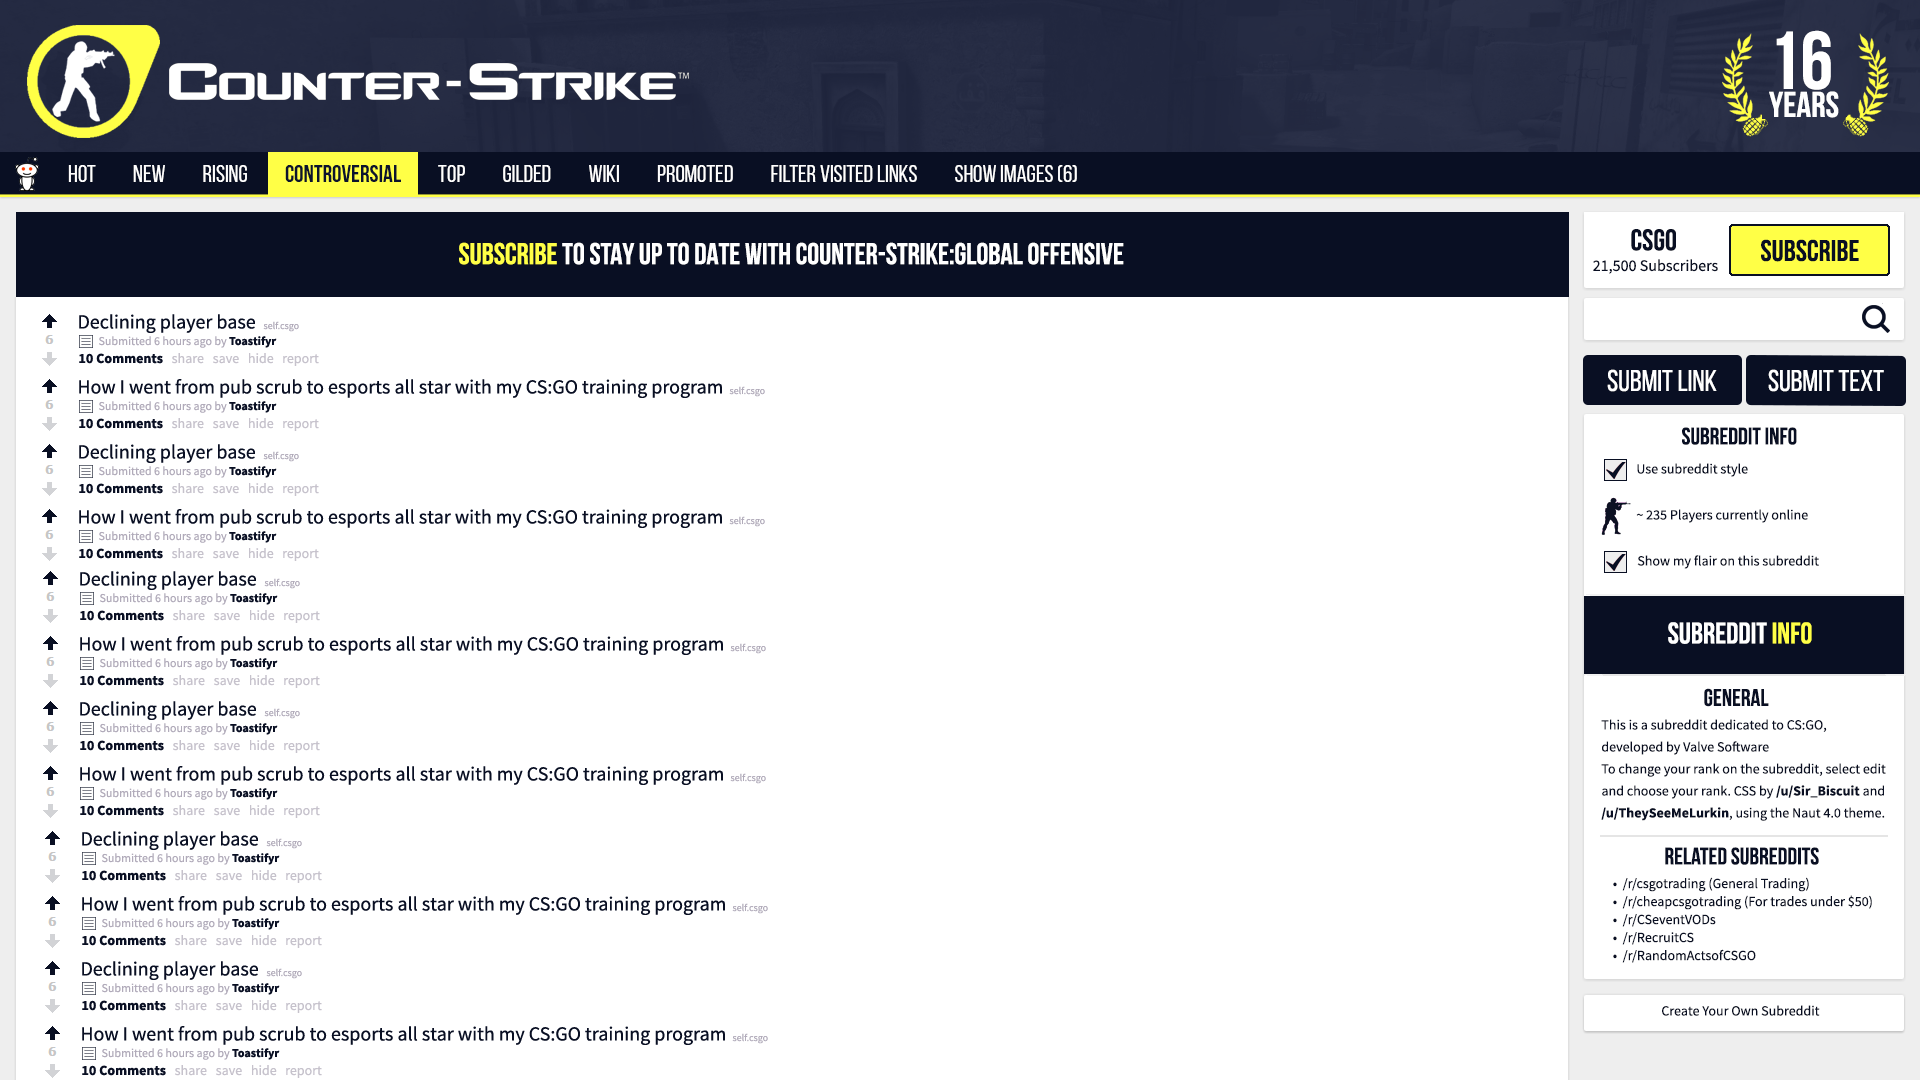 COUNTER-STRIKE™
16
YEARS
HOT NEW RISING CONTROVERSIAL TOP GILDED WIKI PROMOTED FILTER VISITED LINKS SHOW IMAGES (6)
SUBSCRIBE TO STAY UP TO DATE WITH COUNTER-STRIKE:GLOBAL OFFENSIVE
Declining player base self.csgo
6 Submitted 6 hours ago by Toastifyr
10 Comments share save hide report
How I went from pub scrub to esports all star with my CS:GO training program self.csgo
6 Submitted 6 hours ago by Toastifyr
10 Comments share save hide report
Declining player base self.csgo
6 Submitted 6 hours ago by Toastifyr
10 Comments share save hide report
How I went from pub scrub to esports all star with my CS:GO training program self.csgo
6 Submitted 6 hours ago by Toastifyr
10 Comments share save hide report
Declining player base self.csgo
6 Submitted 6 hours ago by Toastifyr
10 Comments share save hide report
How I went from pub scrub to esports all star with my CS:GO training program self.csgo
6 Submitted 6 hours ago by Toastifyr
10 Comments share save hide report
Declining player base self.csgo
6 Submitted 6 hours ago by Toastifyr
10 Comments share save hide report
How I went from pub scrub to esports all star with my CS:GO training program self.csgo
6 Submitted 6 hours ago by Toastifyr
10 Comments share save hide report
Declining player base self.csgo
6 Submitted 6 hours ago by Toastifyr
10 Comments share save hide report
How I went from pub scrub to esports all star with my CS:GO training program self.csgo
6 Submitted 6 hours ago by Toastifyr
10 Comments share save hide report
Declining player base self.csgo
6 Submitted 6 hours ago by Toastifyr
10 Comments share save hide report
How I went from pub scrub to esports all star with my CS:GO training program self.csgo
6 Submitted 6 hours ago by Toastifyr
10 Comments share save hide report
CSGO
21,500 Subscribers
SUBSCRIBE
SUBMIT LINK SUBMIT TEXT
SUBREDDIT INFO
Use subreddit style
~ 235 Players currently online
Show my flair on this subreddit
SUBREDDIT INFO
GENERAL
This is a subreddit dedicated to CS:GO,
developed by Valve Software
To change your rank on the subreddit, select edit
and choose your rank. CSS by /u/Sir_Biscuit and
/u/TheySeeMeLurkin, using the Naut 4.0 theme.
RELATED SUBREDDITS
• /r/csgotrading (General Trading)
• /r/cheapcsgotrading (For trades under $50)
• /r/CSeventVODs
• /r/RecruitCS
• /r/RandomActsofCSGO
Create Your Own Subreddit